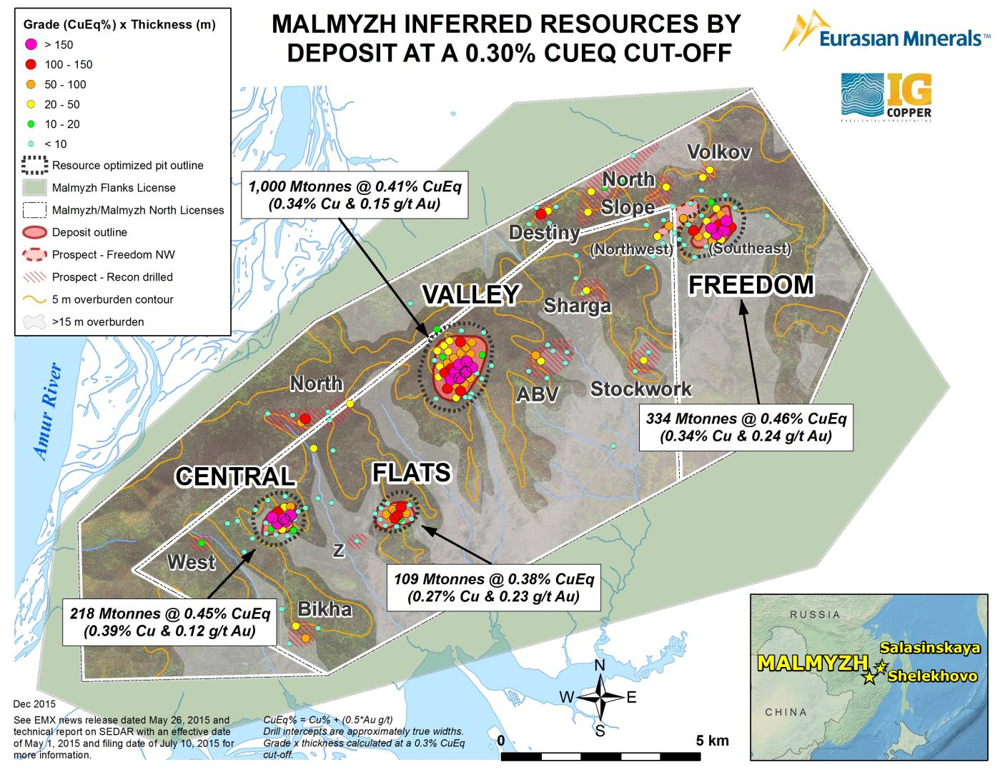 Grade (CuEq%) x Thickness (m)
> 150
100 - 150
50 - 100
20 - 50
10 - 20
< 10
Resource optimized pit outline
Malmyzh Flanks License
Malmyzh/Malmyzh North Licenses
Deposit outline
Prospect - Freedom NW
Prospect - Recon drilled
5 m overburden contour
>15 m overburden
MALMYZH INFERRED RESOURCES BY
DEPOSIT AT A 0.30% CUEQ CUT-OFF
Eurasian Minerals™
IG
COPPER
EXCELLENTIUM PROSPERITAS
1,000 Mtonnes @ 0.41% CuEq
(0.34% Cu & 0.15 g/t Au)
Volkov
North
Slope
Destiny
(Northwest)
(Southeast)
FREEDOM
VALLEY
Sharga
North
ABV
Stockwork
Amur River
334 Mtonnes @ 0.46% CuEq
(0.34% Cu & 0.24 g/t Au)
CENTRAL
FLATS
West
Z
109 Mtonnes @ 0.38% CuEq
(0.27% Cu & 0.23 g/t Au)
218 Mtonnes @ 0.45% CuEq
(0.39% Cu & 0.12 g/t Au)
Bikha
RUSSIA
Salasinskaya
MALMYZH
Shelekhovo
CHINA
N
W
E
S
0
5 km
Dec 2015
See EMX news release dated May 26, 2015 and
technical report on SEDAR with an effective date
of May 1, 2015 and filing date of July 10, 2015 for
more information.
CuEq% = Cu% + (0.5*Au g/t)
Drill intercepts are approximately true widths.
Grade x thickness calculated at a 0.3% CuEq
cut-off.